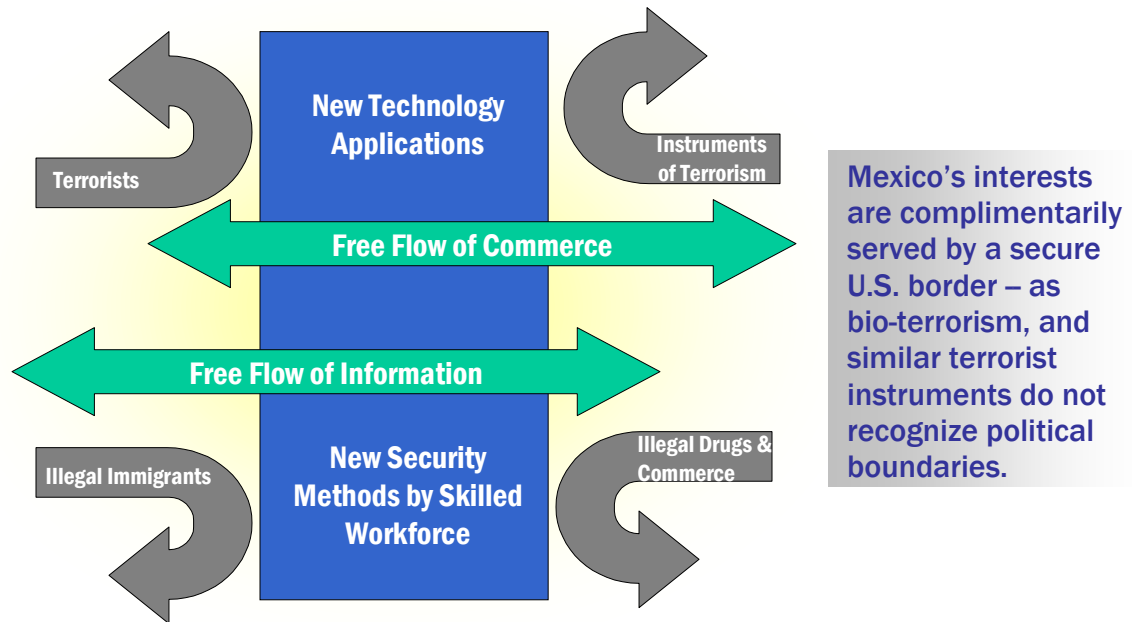 New Technology
Applications
Terrorists
Instruments
of Terrorism
Free Flow of Commerce
Free Flow of Information
Illegal Immigrants
New Security
Methods by Skilled
Workforce
Illegal Drugs &
Commerce
Mexico's interests
are complimentarily
served by a secure
U.S. border – as
bio-terrorism, and
similar terrorist
instruments do not
recognize political
boundaries.